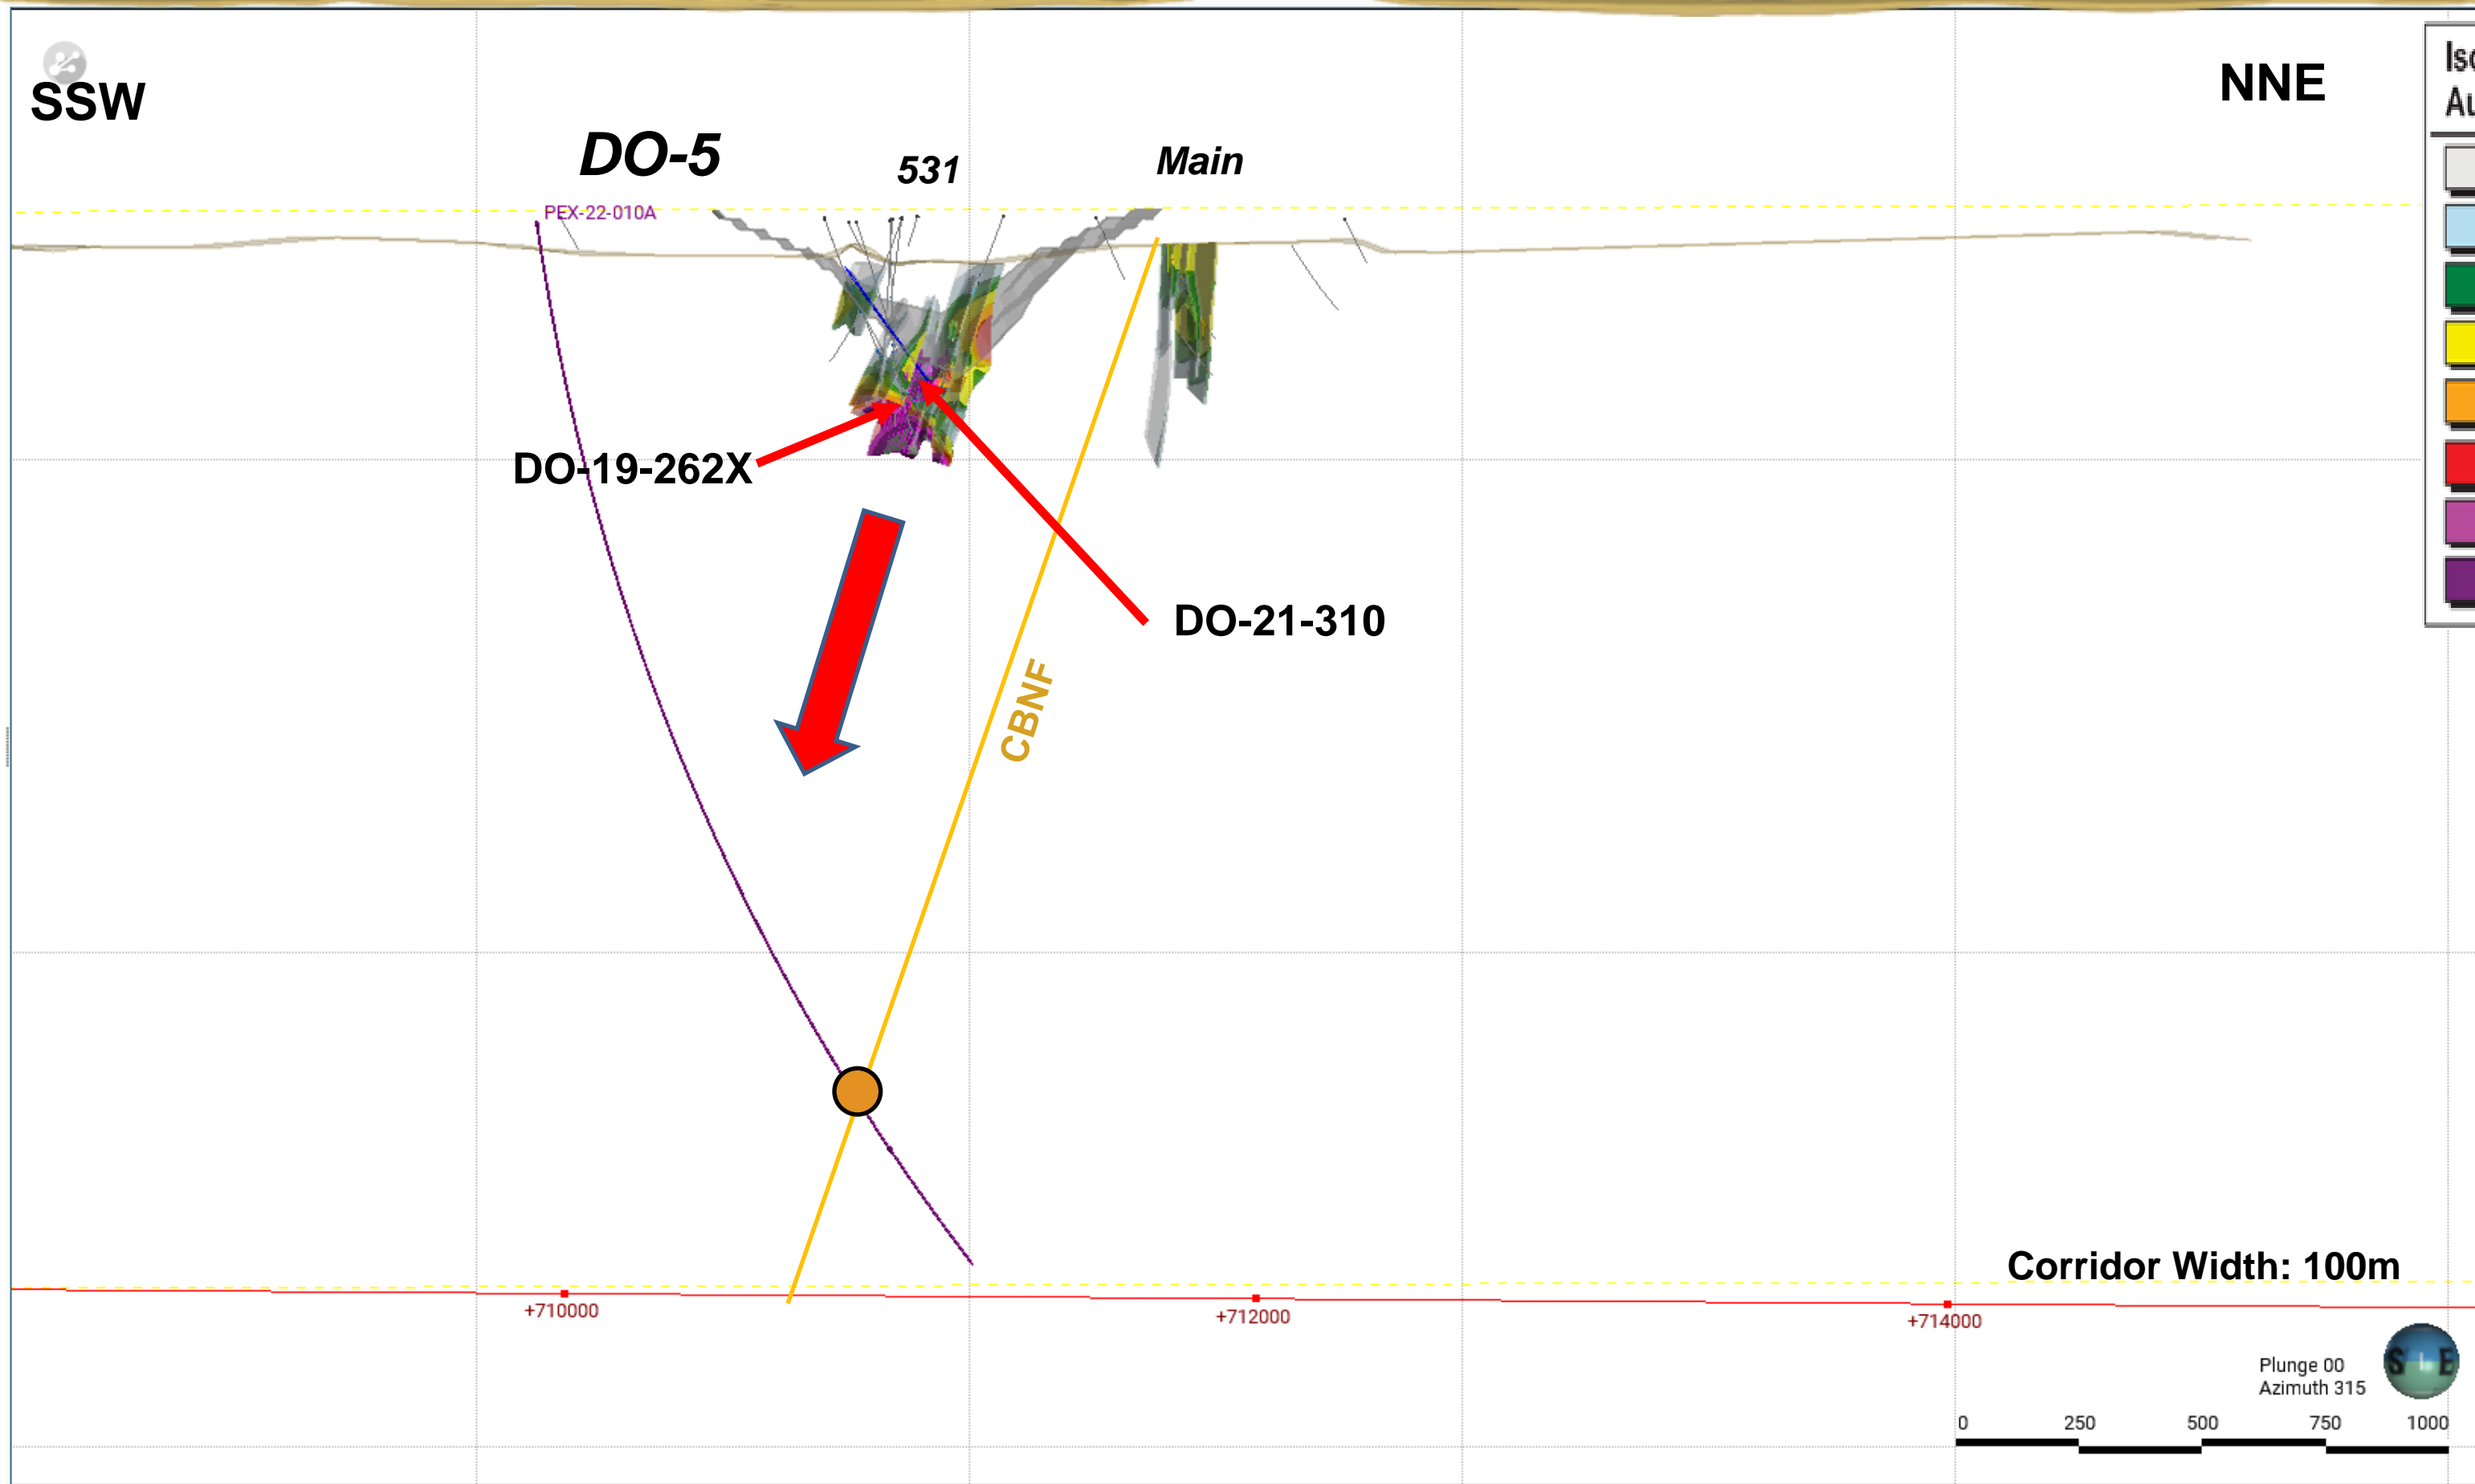 SSW
NNE
DO-5
531
Main
PEX-22-010A
DO-19-262X
DO-21-310
CBNF
Corridor Width: 100m
+710000
+712000
+714000
Plunge 00
Azimuth 315
S E
0 250 500 750 1000